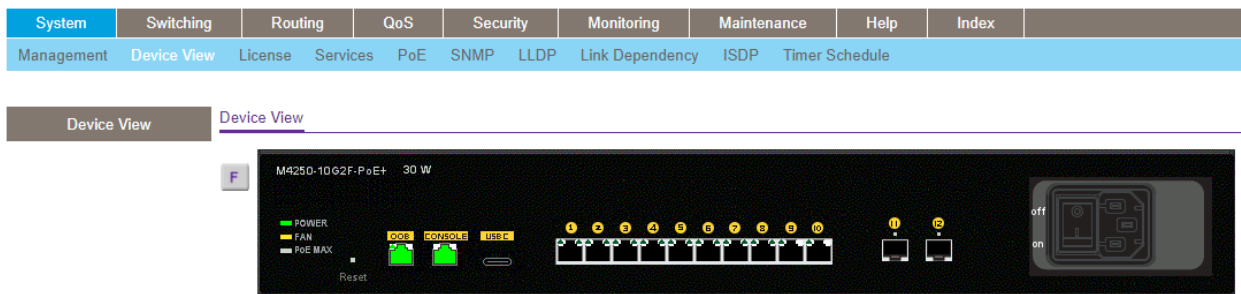 System Switching Routing QoS Security Monitoring Maintenance Help Index
Management Device View License Services PoE SNMP LLDP Link Dependency ISDP Timer Schedule
Device View
Device View
F
M4250-10G2F-PoE+ 30 W
POWER
FAN
PoE MAX
Reset
OOB CONSOLE USB C
1 2 3 4 5 6 7 8 9 10
11 12
off
on